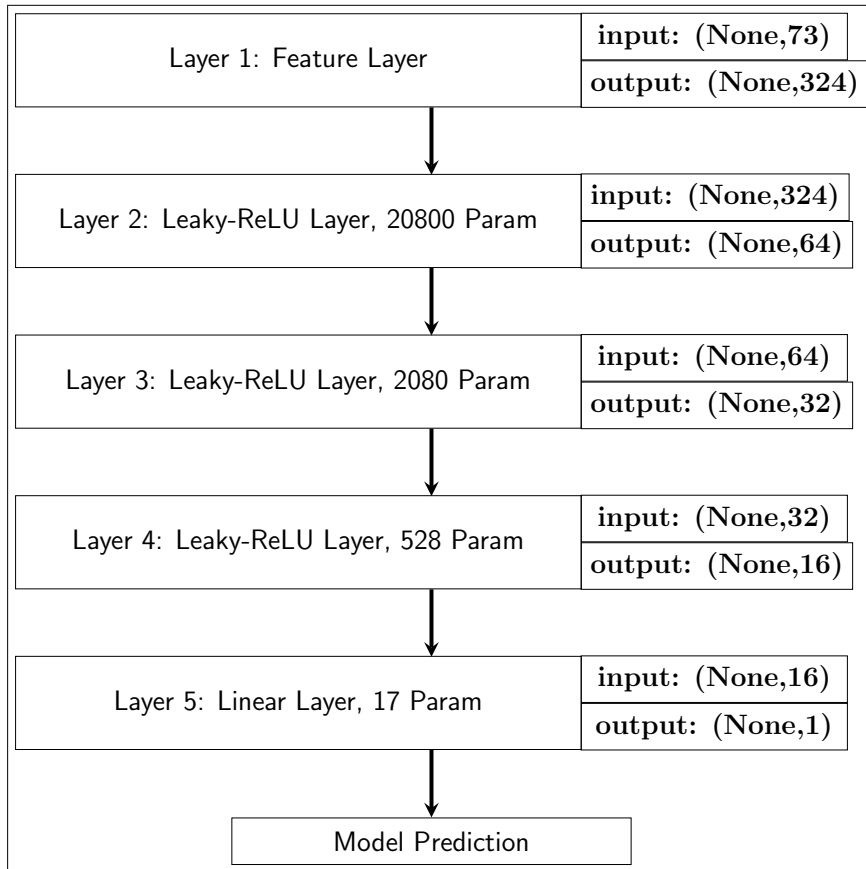 Layer 1: Feature Layer
input: (None,73)
output: (None,324)
Layer 2: Leaky-ReLU Layer, 20800 Param
input: (None,324)
output: (None,64)
Layer 3: Leaky-ReLU Layer, 2080 Param
input: (None,64)
output: (None,32)
Layer 4: Leaky-ReLU Layer, 528 Param
input: (None,32)
output: (None,16)
Layer 5: Linear Layer, 17 Param
input: (None,16)
output: (None,1)
Model Prediction